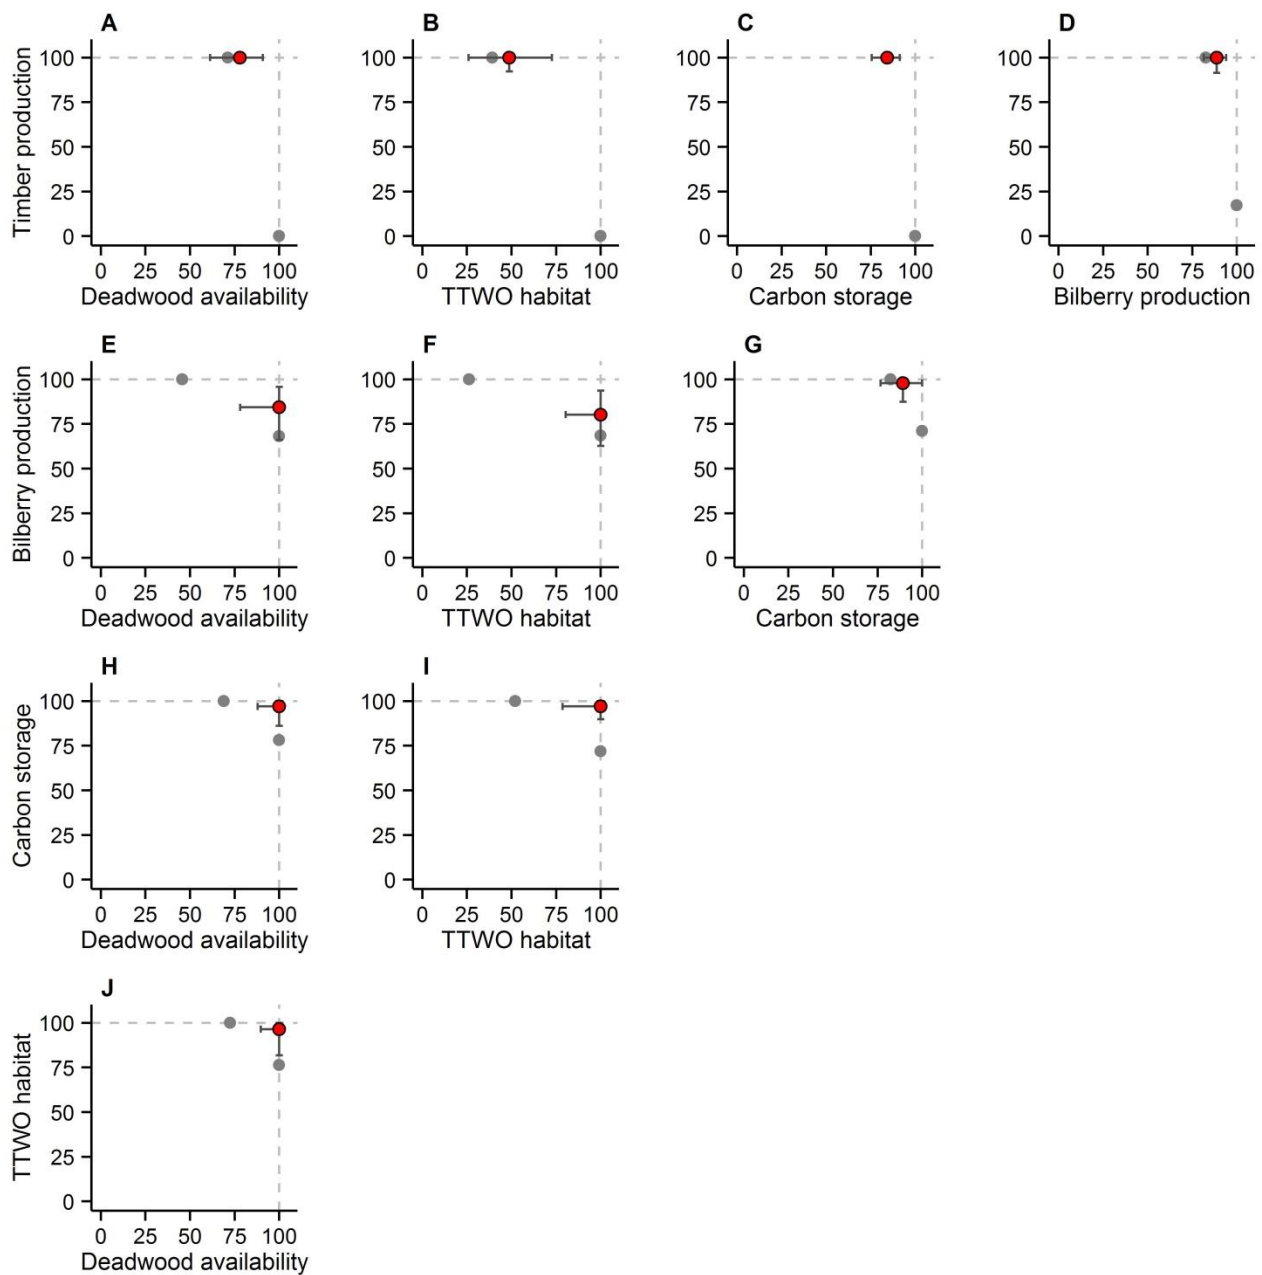 A B C D
Timber production
100 100 100 100
75 75 75 75
50 50 50 50
25 25 25 25
0 0 0 0
0 25 50 75 100 0 25 50 75 100 0 25 50 75 100 0 25 50 75 100
Deadwood availability TTWO habitat Carbon storage Bilberry production
E F G
Bilberry production
100 100 100
75 75 75
50 50 50
25 25 25
0 0 0
0 25 50 75 100 0 25 50 75 100 0 25 50 75 100
Deadwood availability TTWO habitat Carbon storage
H I
Carbon storage
100 100
75 75
50 50
25 25
0 0
0 25 50 75 100 0 25 50 75 100
Deadwood availability TTWO habitat
J
TTWO habitat
100
75
50
25
0
0 25 50 75 100
Deadwood availability